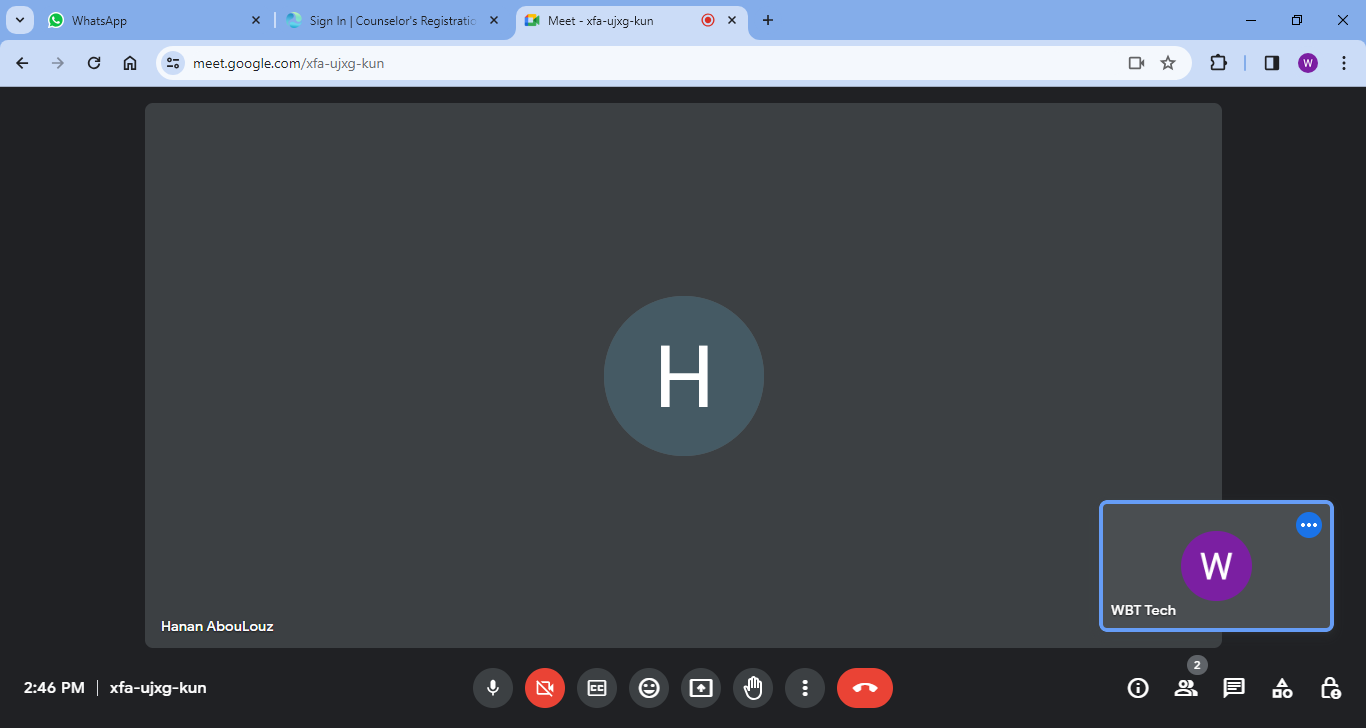 WhatsApp
Sign In | Counselor's Registratio
Meet - xfa-ujxg-kun
meet.google.com/xfa-ujxg-kun
W
H
Hanan AbouLouz
W
WBT Tech
2:46 PM | xfa-ujxg-kun
CC
2